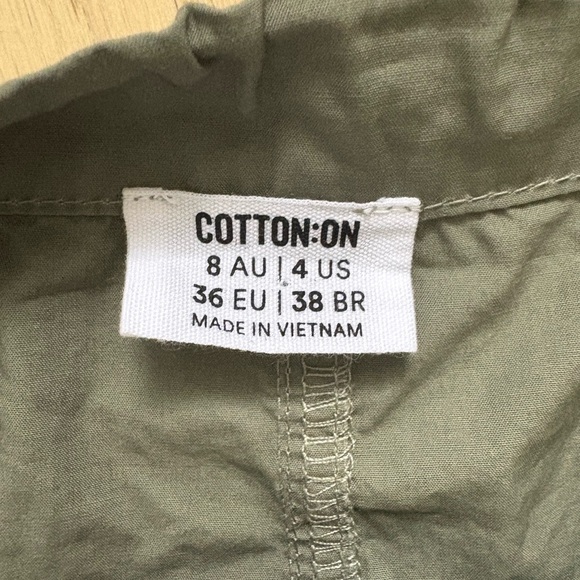 COTTON:ON
8 AU | 4 US
36 EU | 38 BR
MADE IN VIETNAM